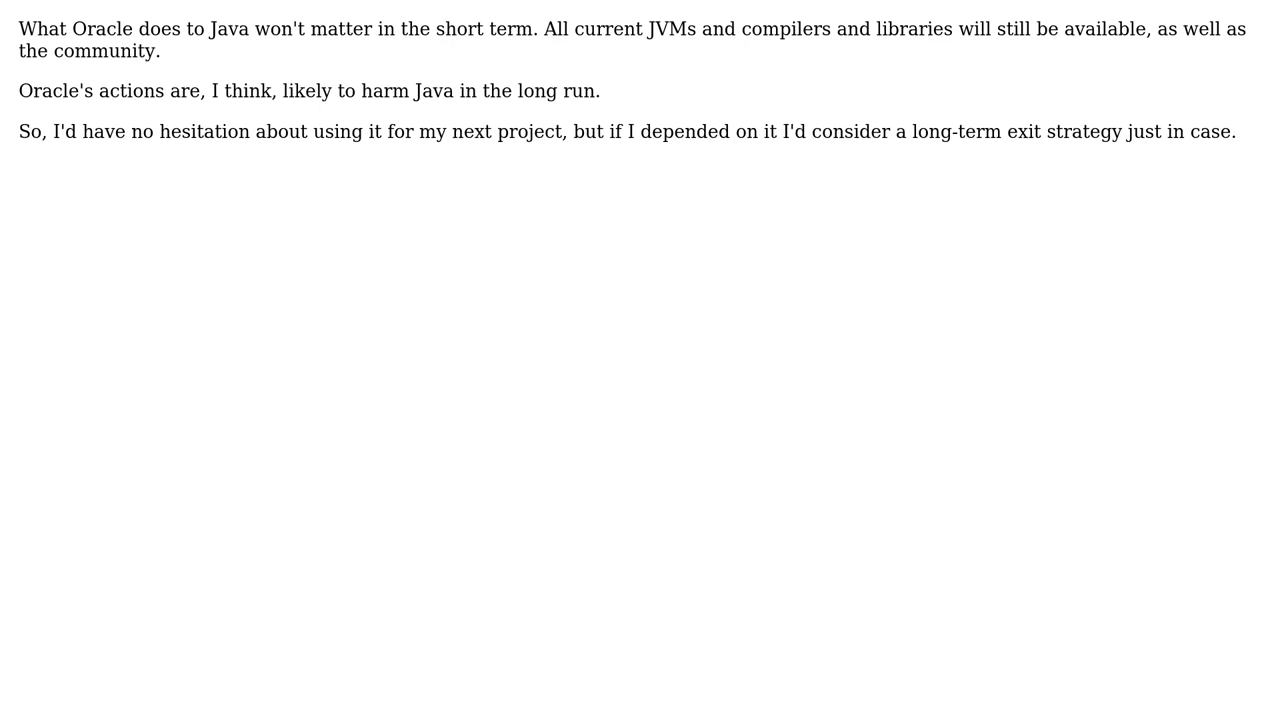 What Oracle does to Java won't matter in the short term. All current JVMs and compilers and libraries will still be available, as well as
the community.
Oracle's actions are, I think, likely to harm Java in the long run.
So, I'd have no hesitation about using it for my next project, but if I depended on it I'd consider a long-term exit strategy just in case.